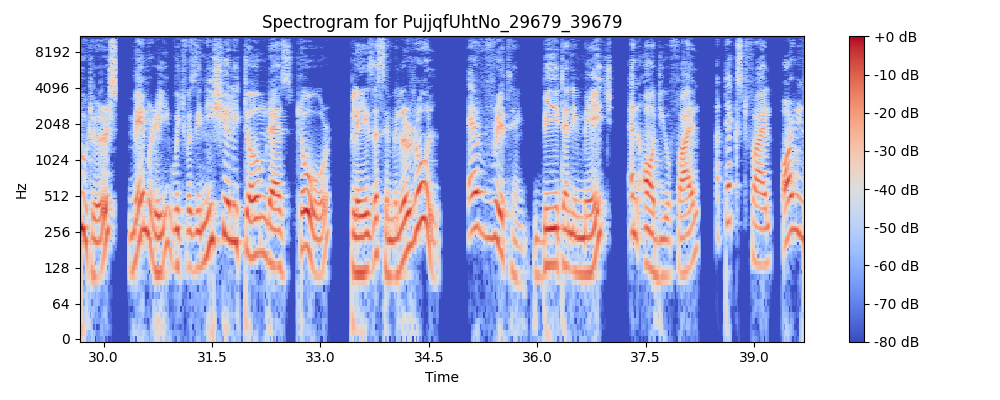 Spectrogram for PujjqfUhtNo_29679_39679
Hz
8192
4096
2048
1024
512
256
128
64
0
30.0 31.5 33.0 34.5 36.0 37.5 39.0
Time
+0 dB
-10 dB
-20 dB
-30 dB
-40 dB
-50 dB
-60 dB
-70 dB
-80 dB